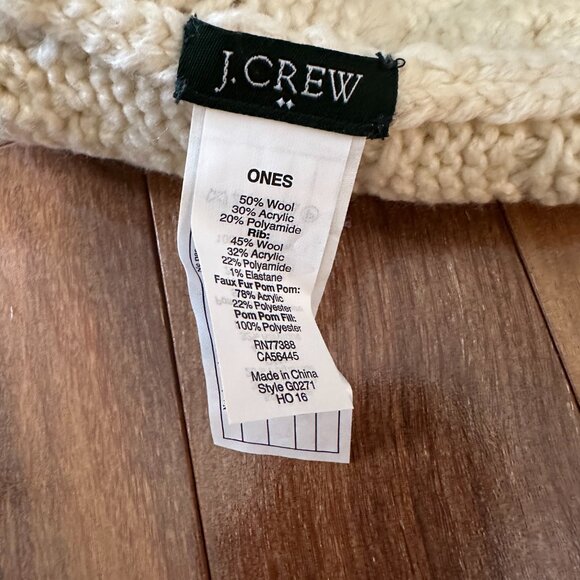 J.CREW
ONES
50% Wool
30% Acrylic
20% Polyamide
Rib:
45% Wool
32% Acrylic
22% Polyamide
1% Elastane
Faux Fur Pom Pom:
78% Acrylic
22% Polyester
Pom Pom Fill:
100% Polyester
RN77388
CA56445
Made in China
Style G0271
HO 16